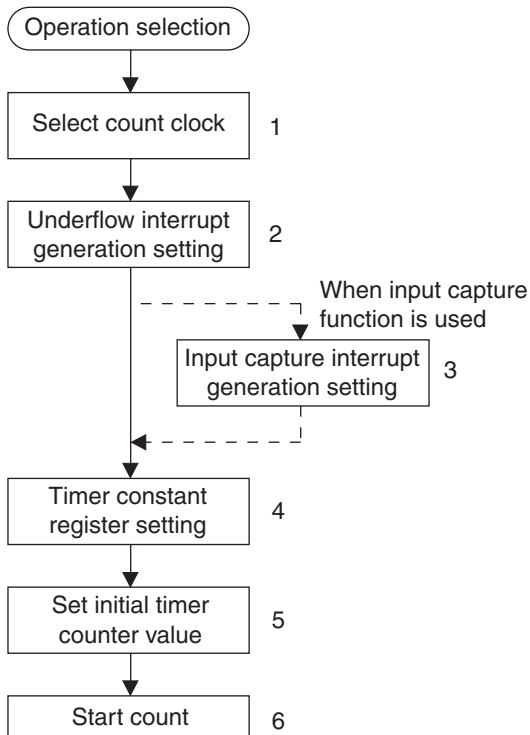 Operation selection
Select count clock
1
Underflow interrupt
generation setting
2
When input capture
function is used
Input capture interrupt
generation setting
3
Timer constant
register setting
4
Set initial timer
counter value
5
Start count
6